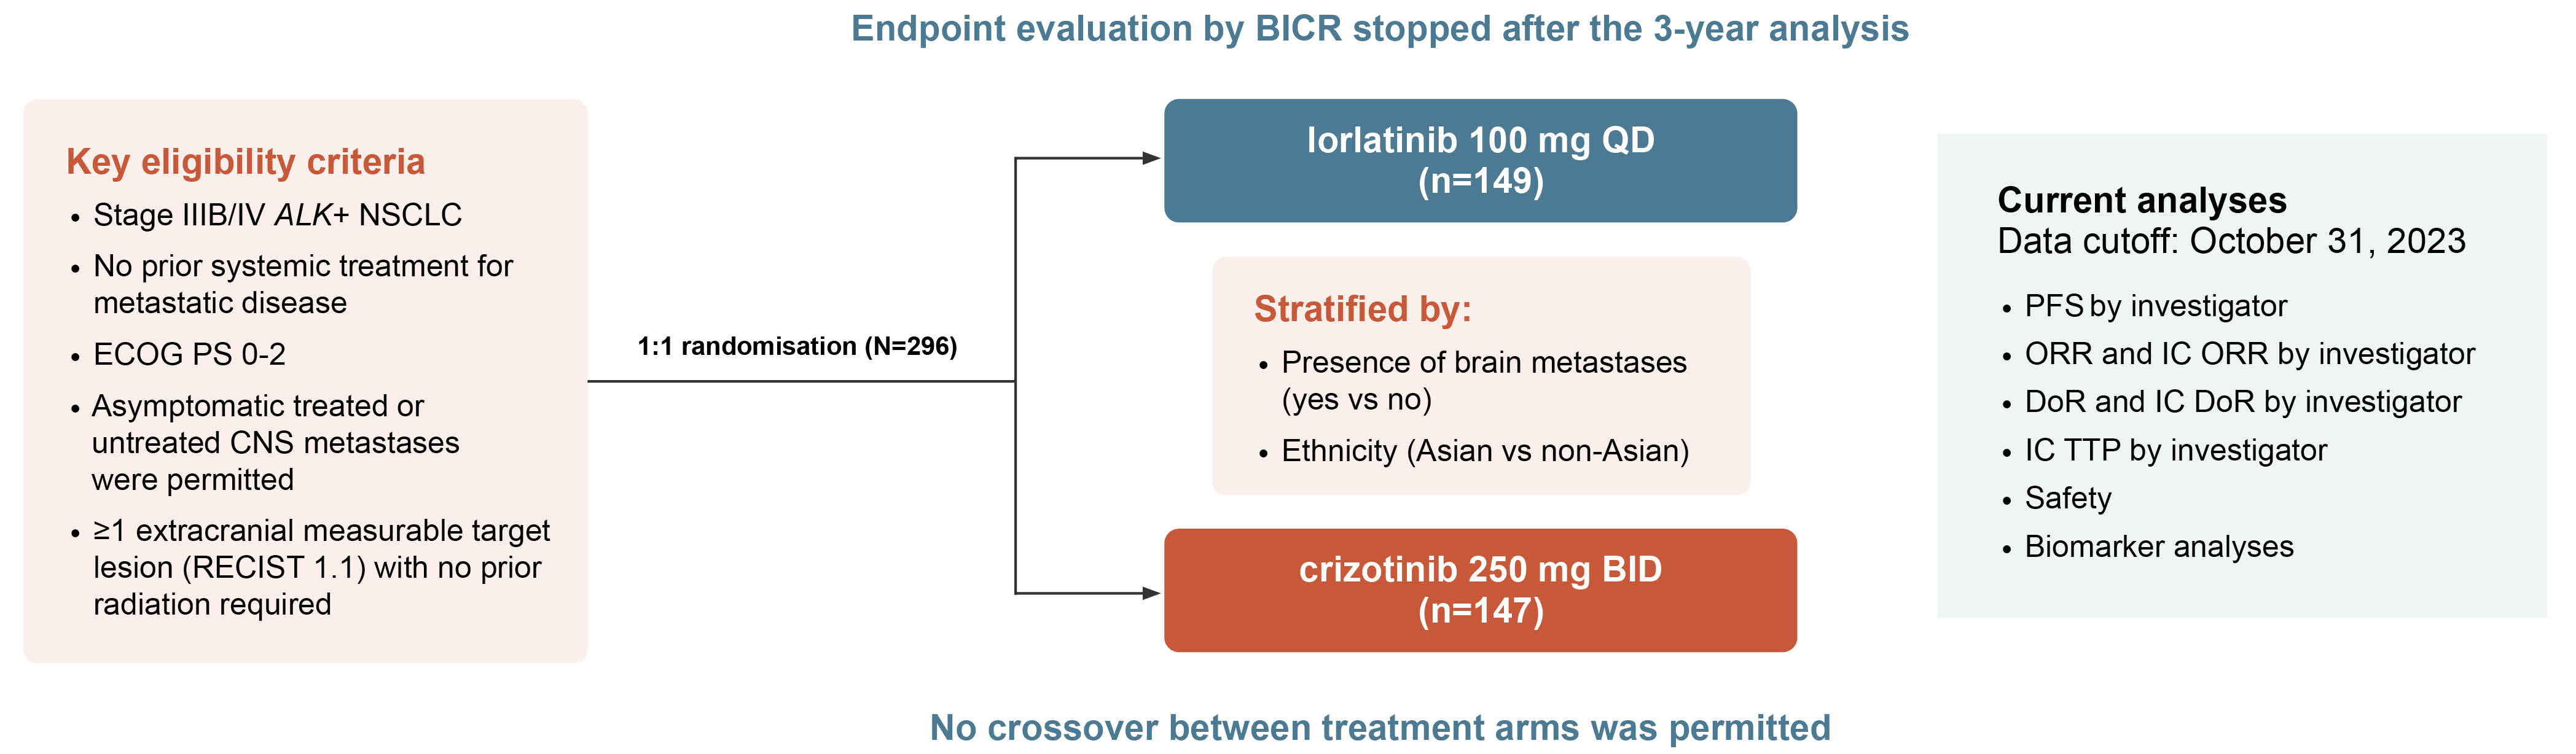 Endpoint evaluation by BICR stopped after the 3-year analysis
Key eligibility criteria
• Stage IIIB/IV ALK+ NSCLC
• No prior systemic treatment for
metastatic disease
• ECOG PS 0-2
• Asymptomatic treated or
untreated CNS metastases
were permitted
• ≥1 extracranial measurable target
lesion (RECIST 1.1) with no prior
radiation required
1:1 randomisation (N=296)
lorlatinib 100 mg QD
(n=149)
Stratified by:
• Presence of brain metastases
(yes vs no)
• Ethnicity (Asian vs non-Asian)
crizotinib 250 mg BID
(n=147)
Current analyses
Data cutoff: October 31, 2023
• PFS by investigator
• ORR and IC ORR by investigator
• DoR and IC DoR by investigator
• IC TTP by investigator
• Safety
• Biomarker analyses
No crossover between treatment arms was permitted